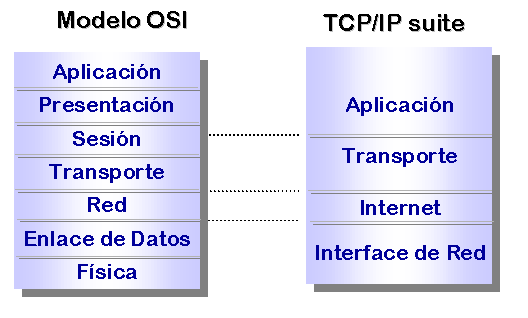 Modelo OSI
Aplicación
Presentación
Sesión
Transporte
Red
Enlace de Datos
Física
TCP/IP suite
Aplicación
Transporte
Internet
Interface de Red